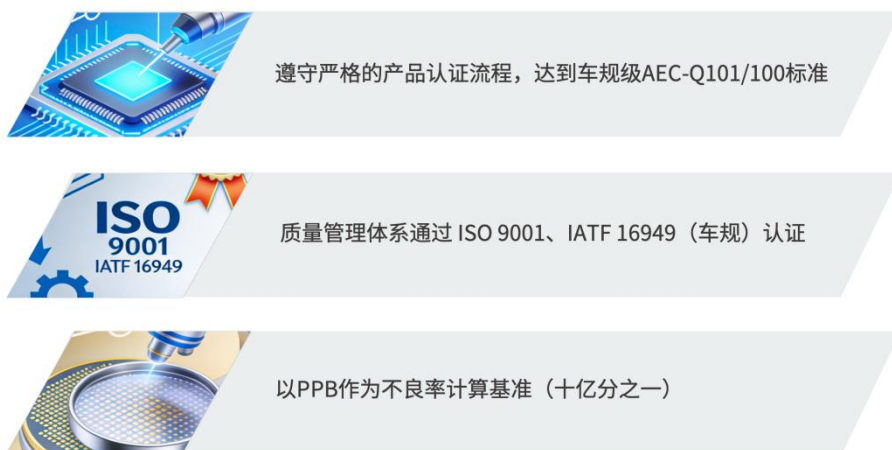 遵守严格的产品认证流程，达到车规级AEC-Q101/100标准
ISO
9001
IATF 16949
质量管理体系通过 ISO 9001、IATF 16949（车规）认证
以PPB作为不良率计算基准（十亿分之一）